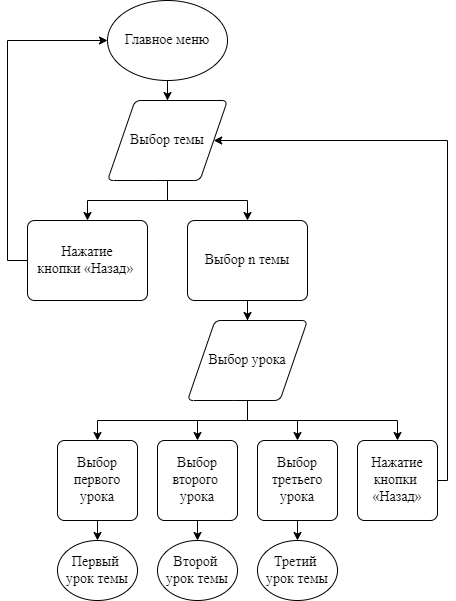 Главное меню
Выбор темы
Нажатие
кнопки «Назад»
Выбор n темы
Выбор урока
Выбор
первого
урока
Выбор
второго
урока
Выбор
третьего
урока
Нажатие
кнопки
«Назад»
Первый
урок темы
Второй
урок темы
Третий
урок темы